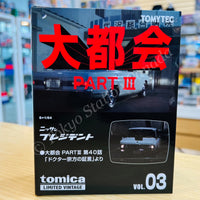 TOMYTEC
大都会
PART III
ニッサン
プレジデント
●大都会 PARTIII 第40話
「ドクター宗方の証言」より
tomica
LIMITED VINTAGE
VOL.03